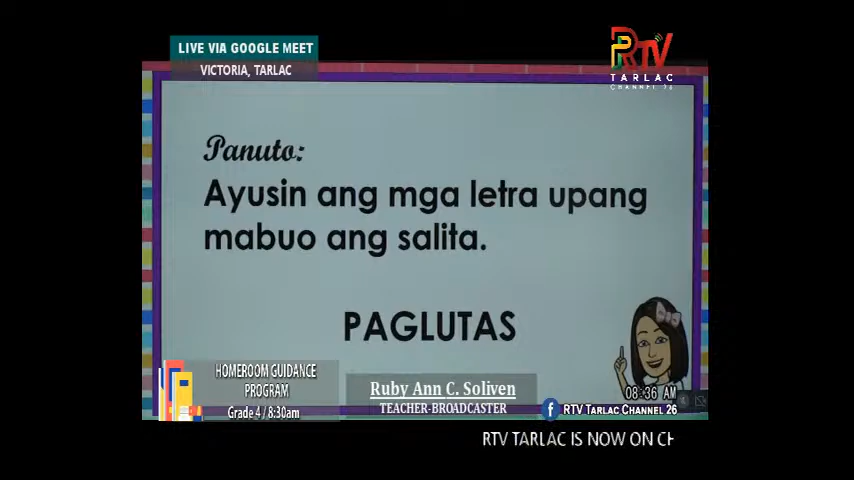 LIVE VIA GOOGLE MEET
VICTORIA, TARLAC
RTV
TARLAC
CHANNEL 26
Panuto:
Ayusin ang mga letra upang
mabuo ang salita.
PAGLUTAS
HOMEROOM GUIDANCE
PROGRAM
Grade 4 / 8:30am
Ruby Ann C. Soliven
TEACHER-BROADCASTER
08:36 AM
f RTV TARLAC CHANNEL 26
RTV TARLAC IS NOW ON CH